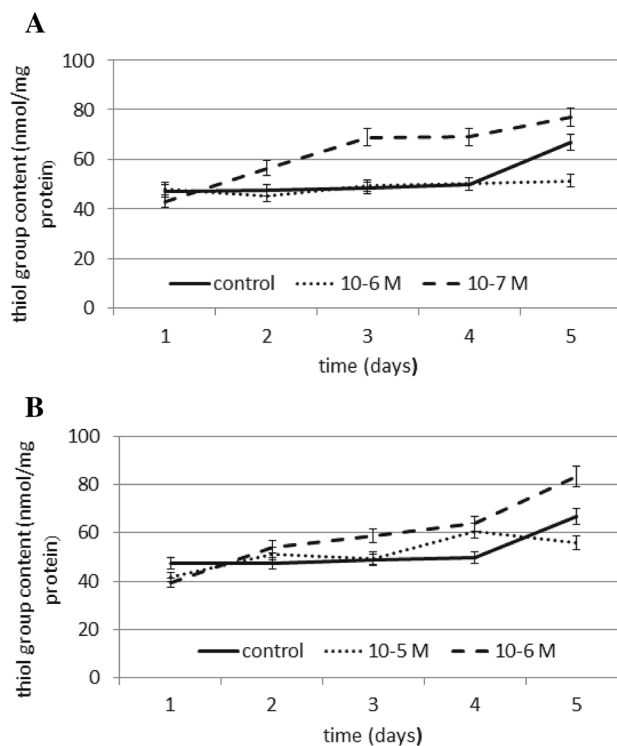 A
thiol group content (nmol/mg
protein)
100
80
60
40
20
0
control 10-6 M 10-7 M
1 2 3 4 5
time (days)
B
thiol group content (nmol/mg
protein)
100
80
60
40
20
0
control 10-5 M 10-6 M
1 2 3 4 5
time (days)